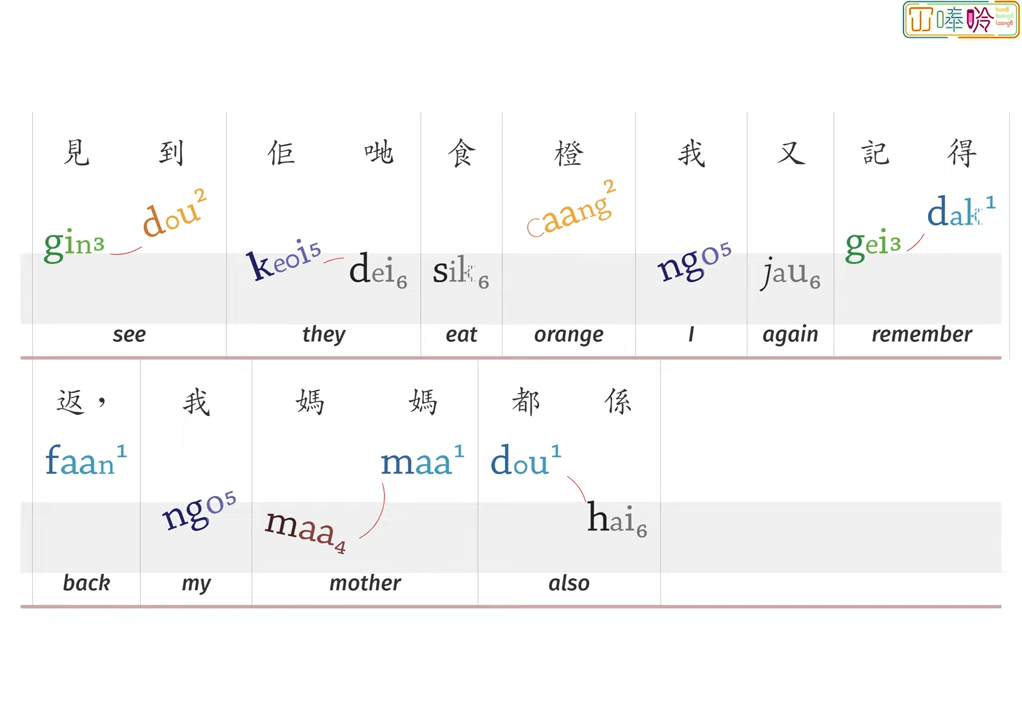 見到 佢哋 食 橙 我 又 記得
gin3 dou2 keoi5 dei6 sik6 caang2 ngo5 jau6 gei3 dak1
see they eat orange I again remember
返， 我 媽媽 都係
faan1 ngo5 maa4 maa1 dou1 hai6
back my mother also